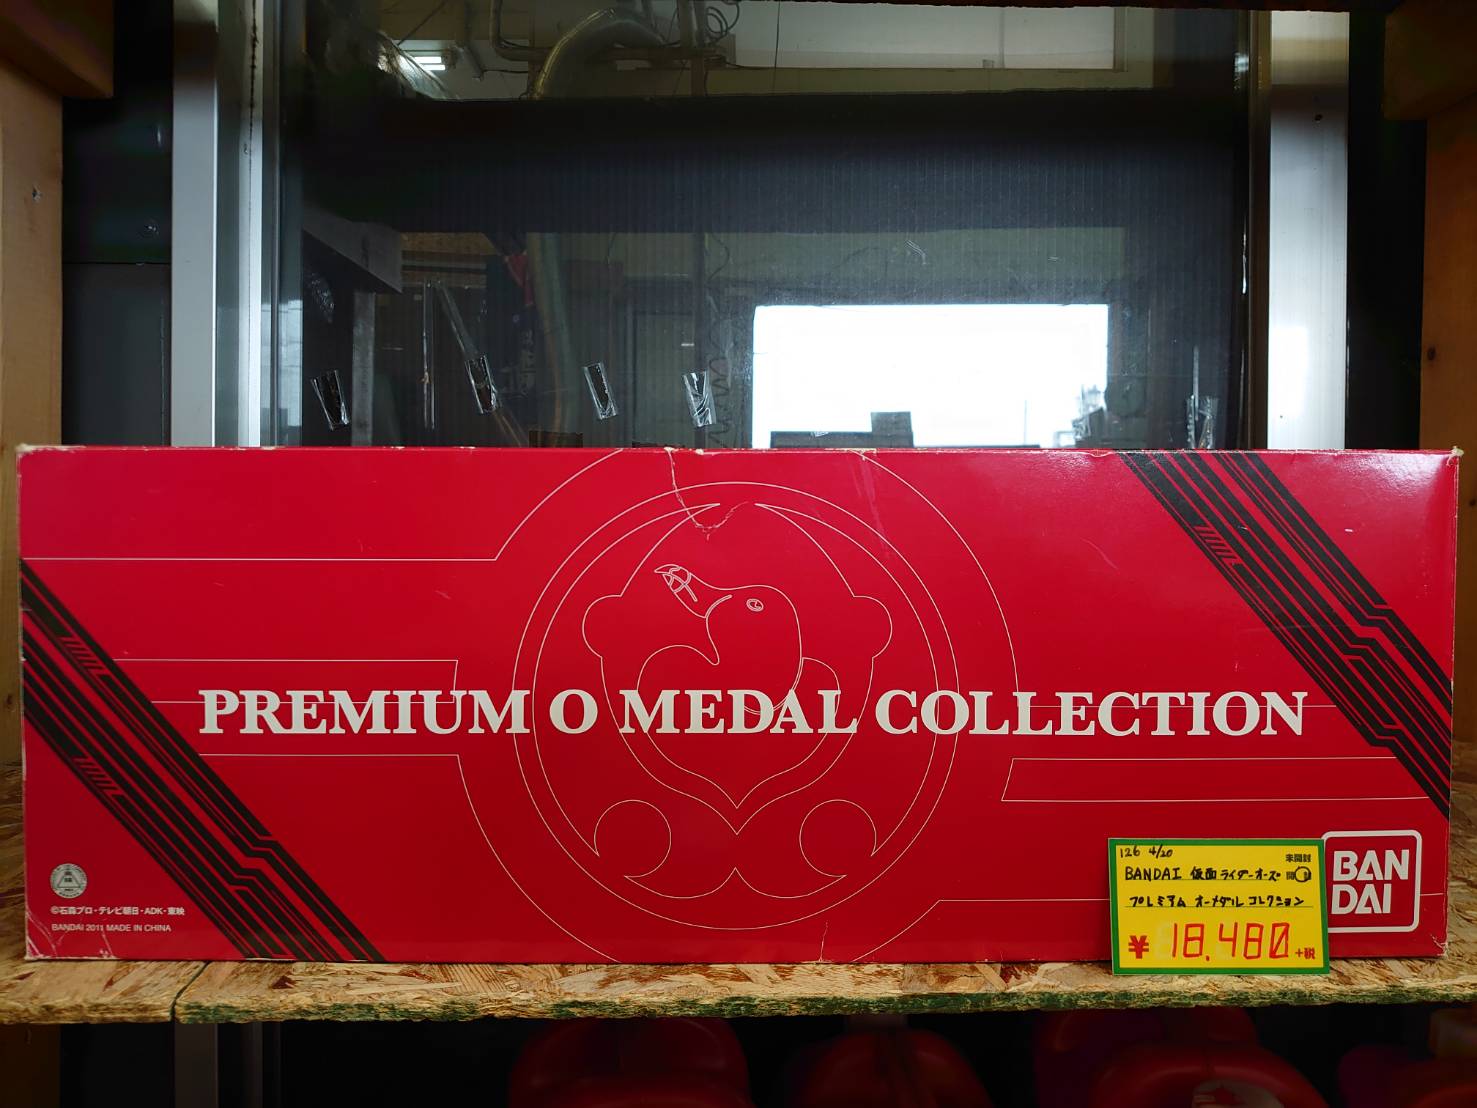 PREMIUM O MEDAL COLLECTION
©石森プロ・テレビ朝日・ADK・東映
BANDAI 2011 MADE IN CHINA
126 4/20
未開封
BANDAI 仮面ライダーオーズ
プレミアム オーメダル コレクション
¥18,480+税
BAN
DAI